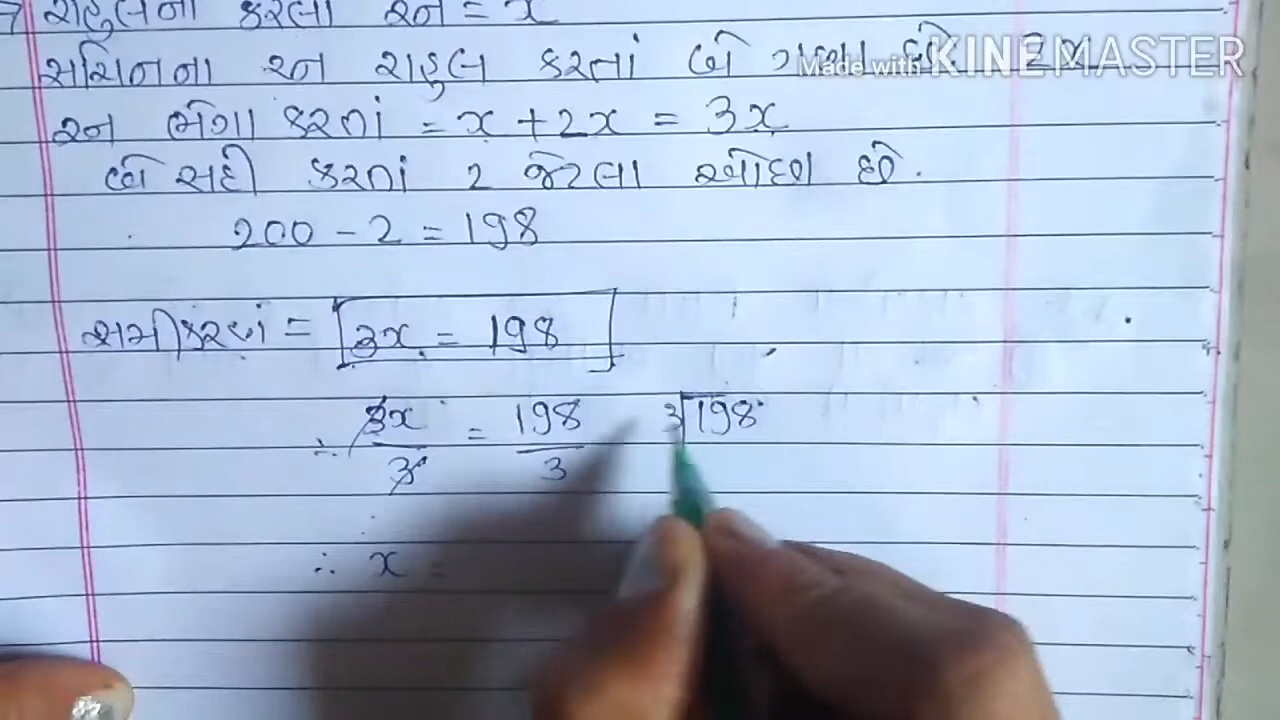 રાહુલના કરેલા રન = x
સચિનના રન રાહુલ કરતાં બે 2x
Made with KINEMASTER
રન ભેગા કરતાં = x + 2x = 3x
બે સદી કરતાં 2 જેટલા ઓછા છે.
200 - 2 = 198
સમીકરણ = 3x = 198
∴ 3x/3 = 198/3 3 198
∴ x =